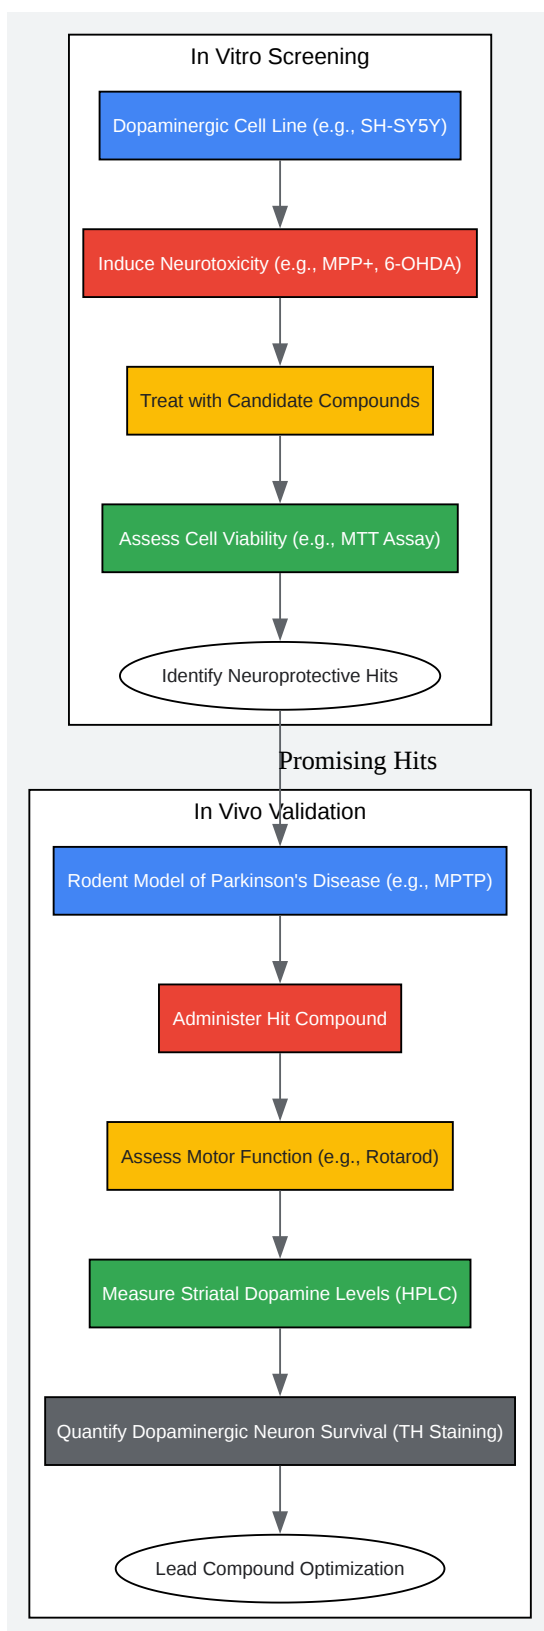 In Vitro Screening
Dopaminergic Cell Line (e.g., SH-SY5Y)
Induce Neurotoxicity (e.g., MPP+, 6-OHDA)
Treat with Candidate Compounds
Assess Cell Viability (e.g., MTT Assay)
Identify Neuroprotective Hits
Promising Hits
In Vivo Validation
Rodent Model of Parkinson's Disease (e.g., MPTP)
Administer Hit Compound
Assess Motor Function (e.g., Rotarod)
Measure Striatal Dopamine Levels (HPLC)
Quantify Dopaminergic Neuron Survival (TH Staining)
Lead Compound Optimization